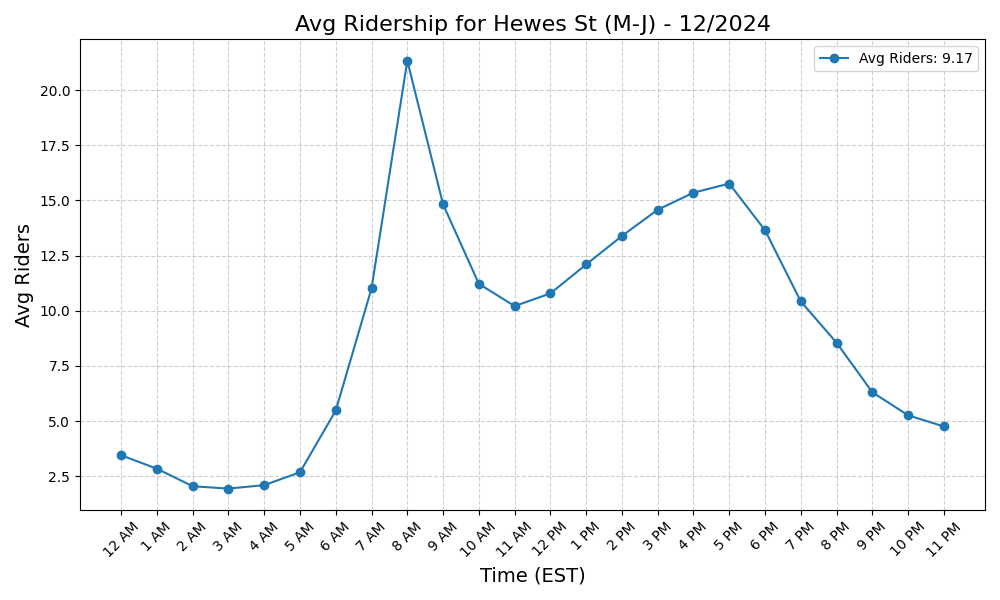 Avg Ridership for Hewes St (M-J) - 12/2024
Avg Riders: 9.17
Avg Riders
20.0
17.5
15.0
12.5
10.0
7.5
5.0
2.5
12 AM
1 AM
2 AM
3 AM
4 AM
5 AM
6 AM
7 AM
8 AM
9 AM
10 AM
11 AM
12 PM
1 PM
2 PM
3 PM
4 PM
5 PM
6 PM
7 PM
8 PM
9 PM
10 PM
11 PM
Time (EST)